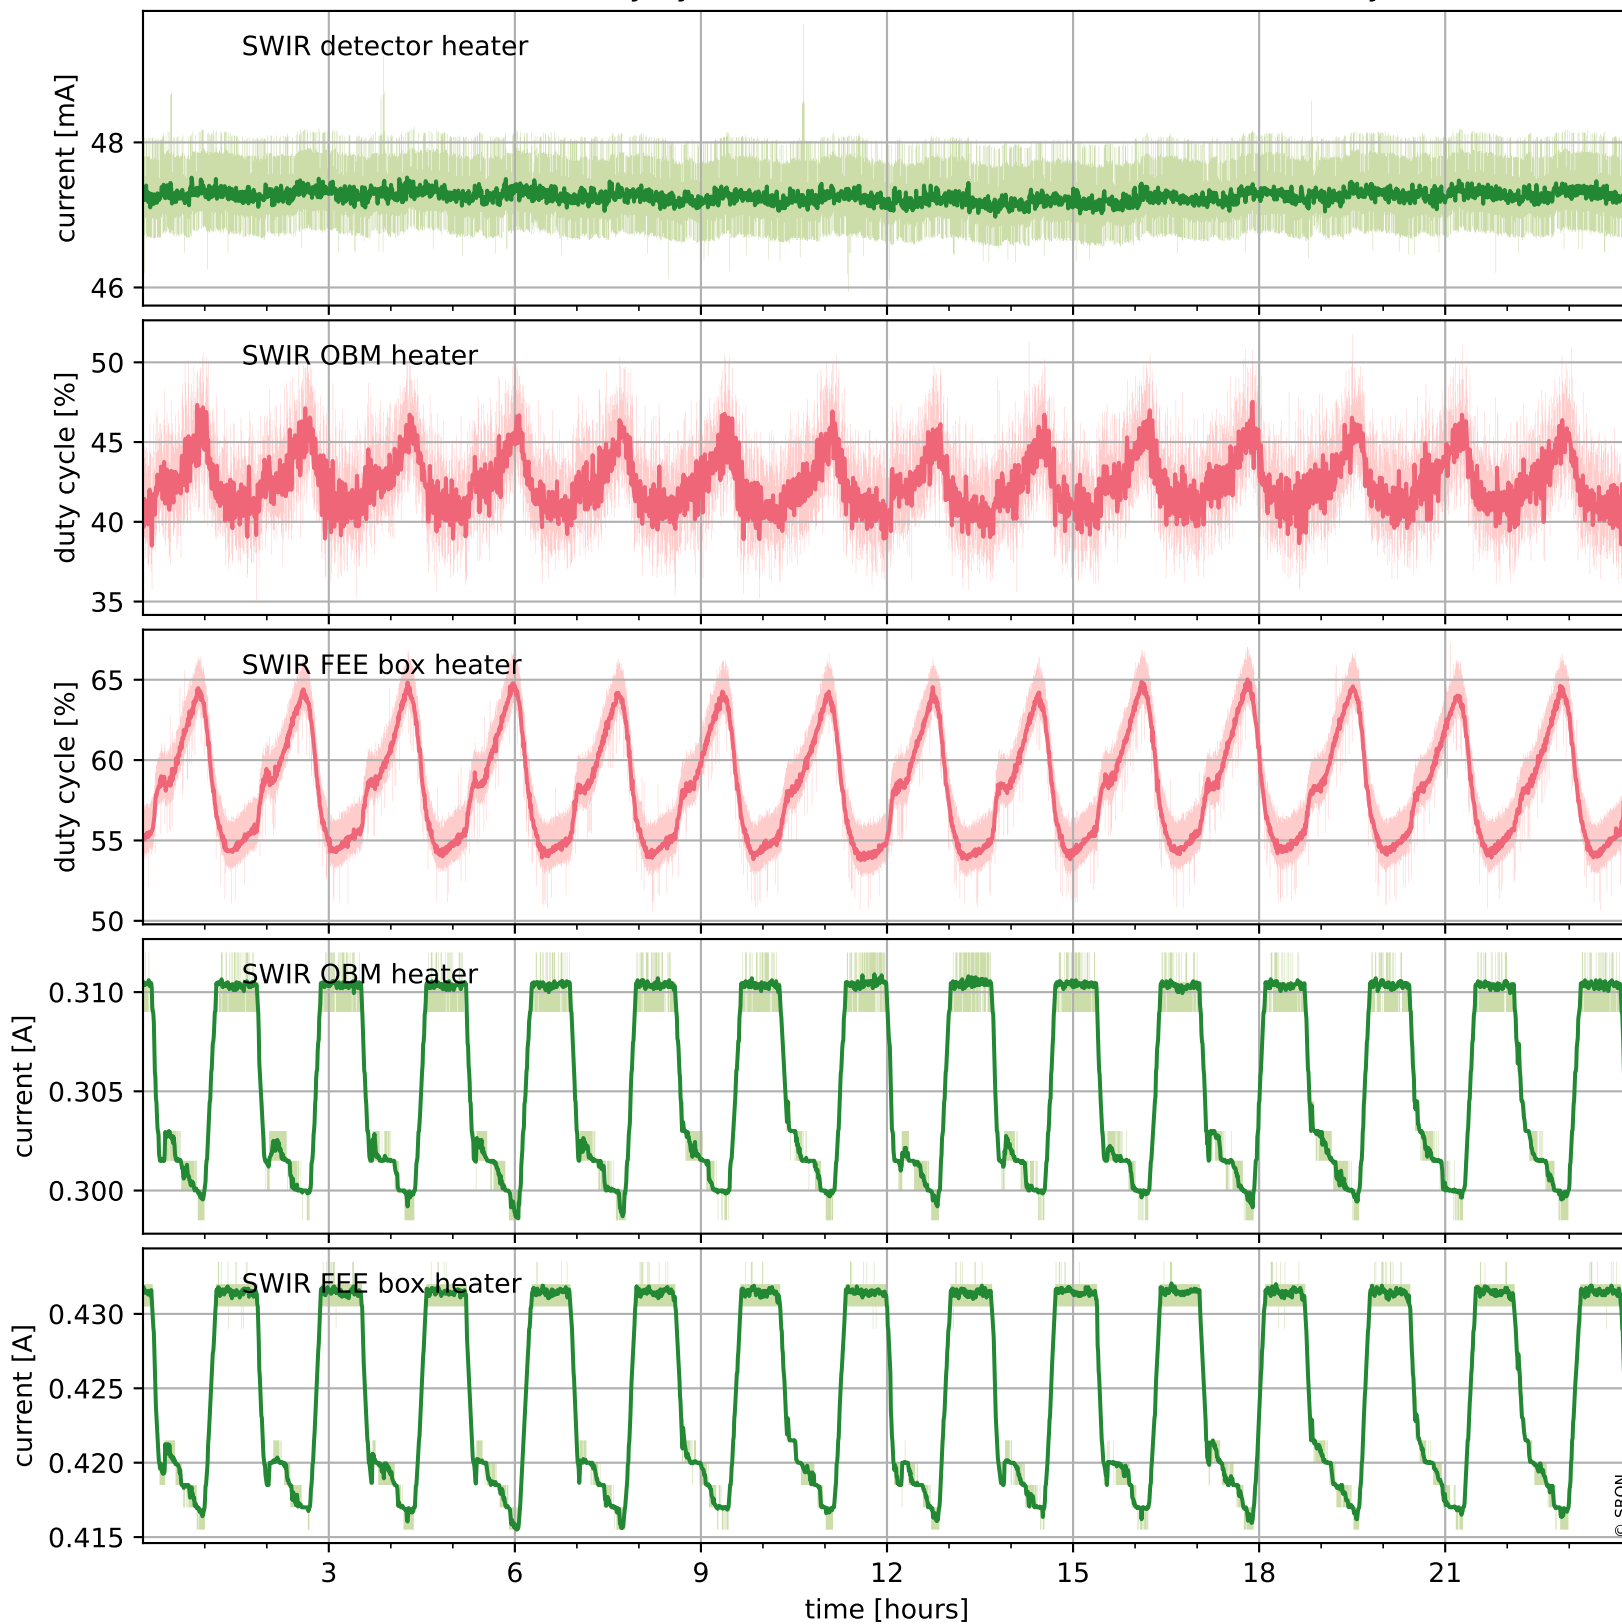 SWIR detector heater
current [mA]
48
46
SWIR OBM heater
duty cycle [%]
50
45
40
35
SWIR FEE box heater
duty cycle [%]
65
60
55
50
SWIR OBM heater
current [A]
0.310
0.305
0.300
SWIR FEE box heater
current [A]
0.430
0.425
0.420
0.415
3 6 9 12 15 18 21
time [hours]
© SRON